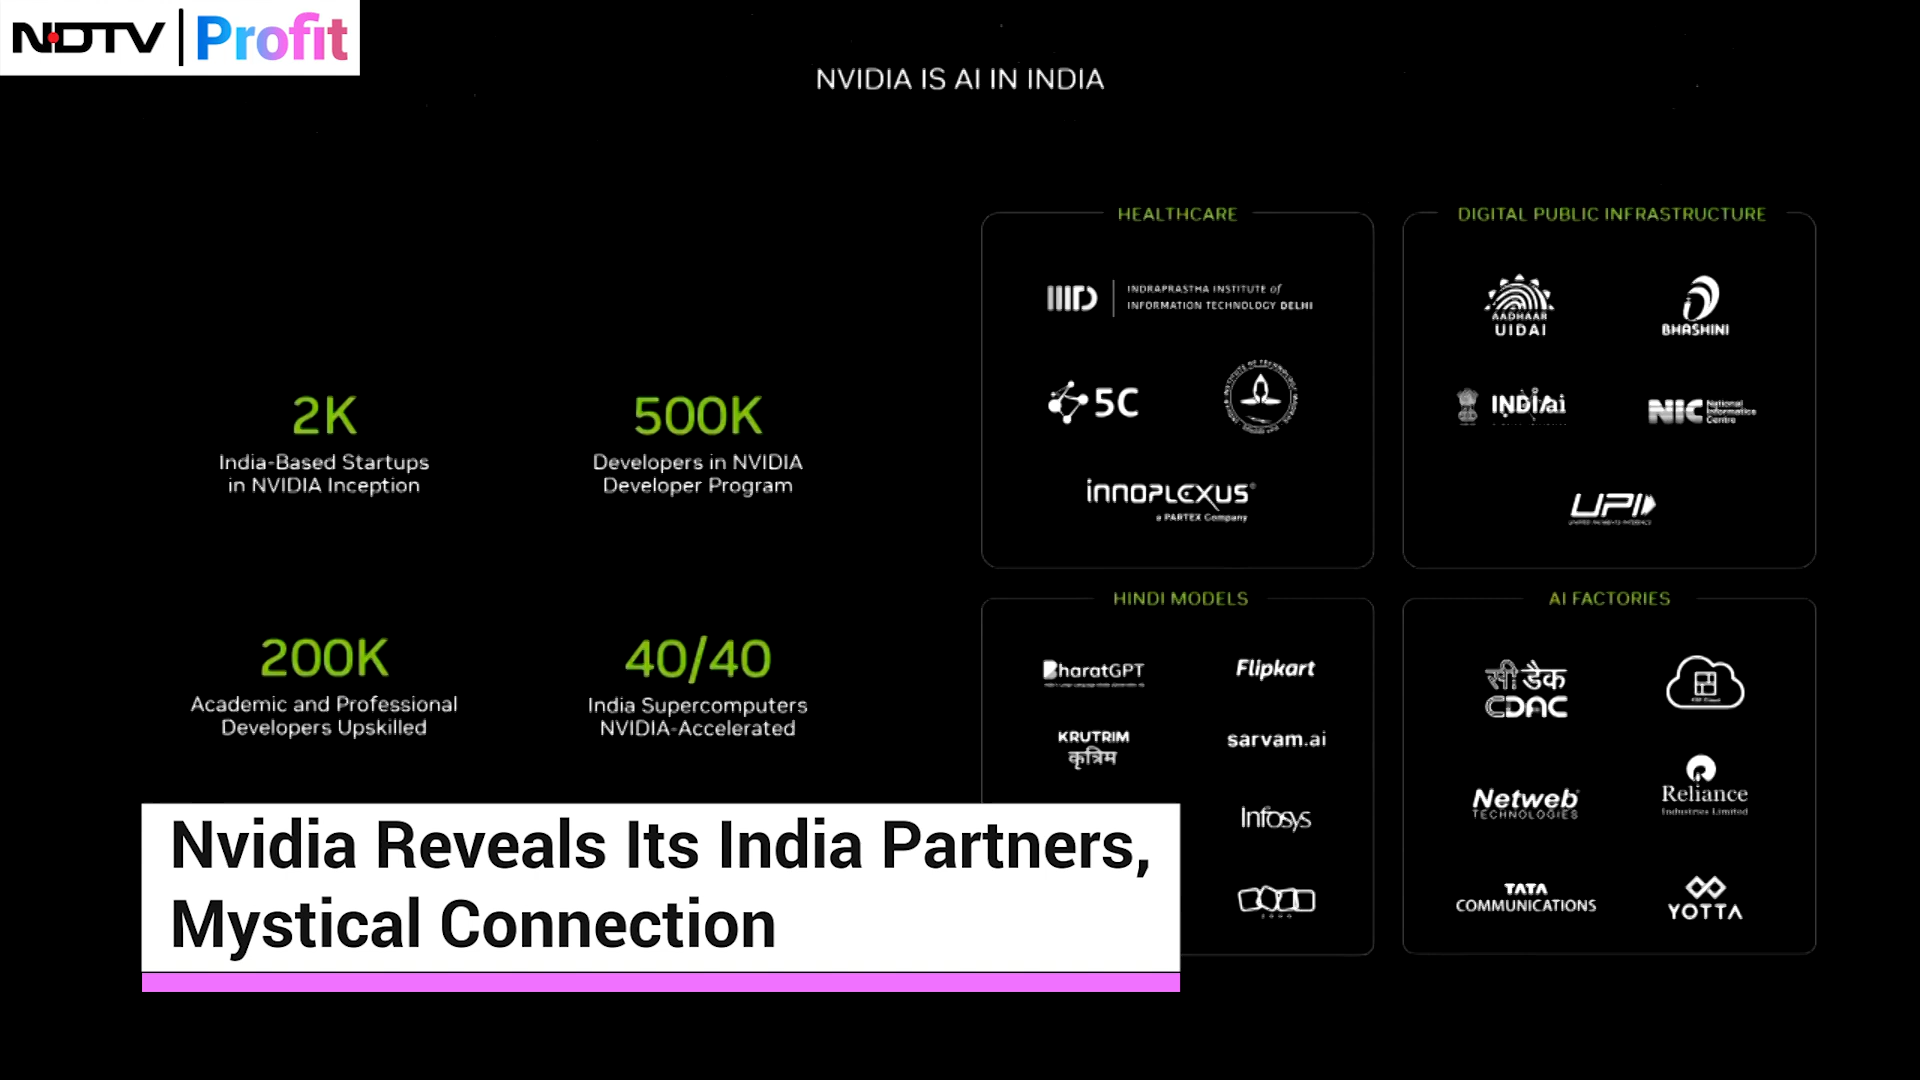 NDTV Profit
NVIDIA IS AI IN INDIA
2K
India-Based Startups
in NVIDIA Inception
500K
Developers in NVIDIA
Developer Program
200K
Academic and Professional
Developers Upskilled
40/40
India Supercomputers
NVIDIA-Accelerated
HEALTHCARE
IIITD
INDRAPRASTHA INSTITUTE of
INFORMATION TECHNOLOGY DELHI
5C
INNOPLEXUS
a PARTEX Company
DIGITAL PUBLIC INFRASTRUCTURE
AADHAAR
UIDAI
BHASHINI
INDIAai
NIC
National
Informatics
Centre
UPI
HINDI MODELS
BharatGPT
Flipkart
KRUTRIM
कृत्रिम
sarvam.ai
Infosys
ZOHO
AI FACTORIES
सी डैक
CDAC
Netweb
TECHNOLOGIES
Reliance
Industries Limited
TATA
COMMUNICATIONS
YOTTA
Nvidia Reveals Its India Partners,
Mystical Connection